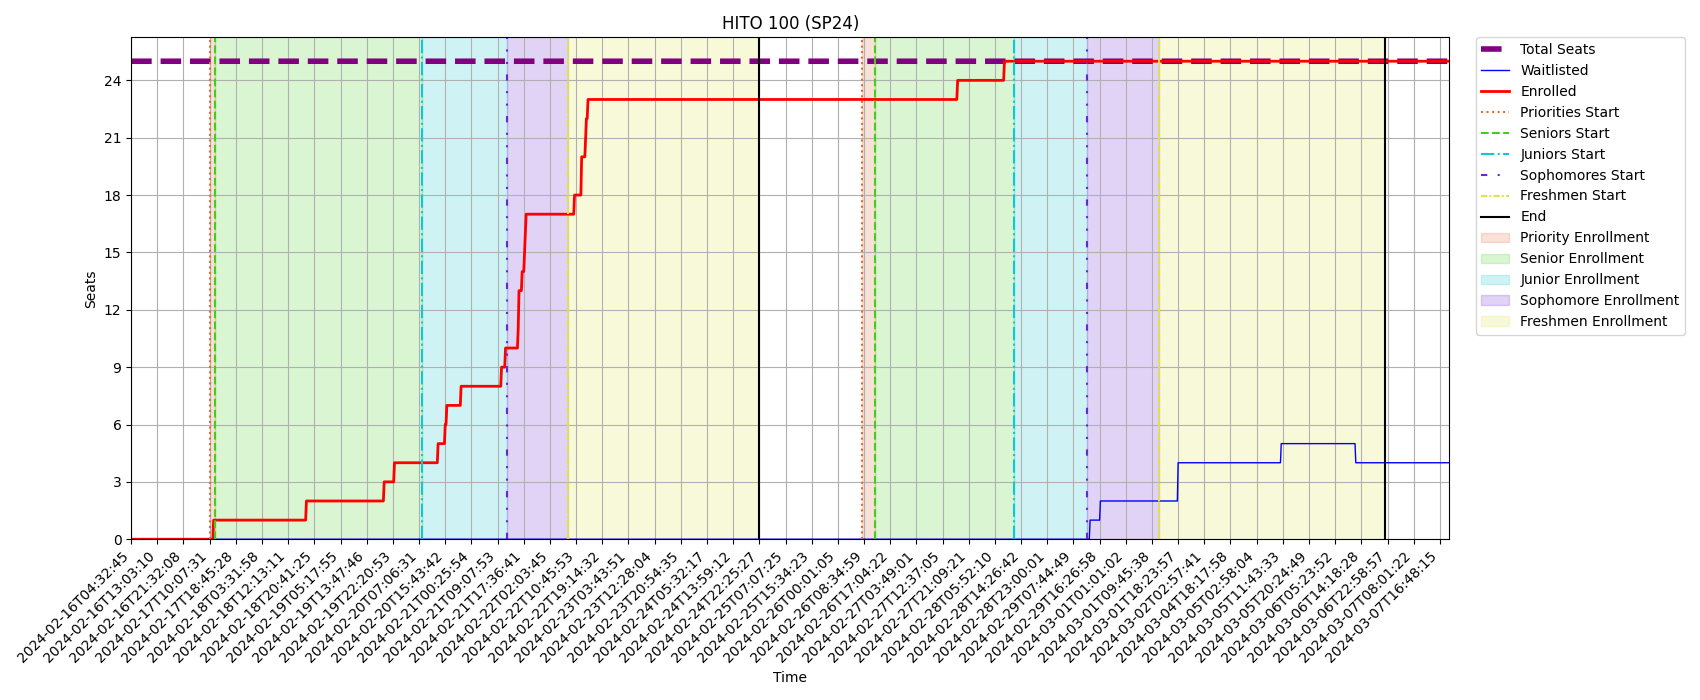 HITO 100 (SP24)
Seats
24
21
18
15
12
9
6
3
0
2024-02-16T04:32:45
2024-02-16T13:03:10
2024-02-16T21:32:08
2024-02-17T10:07:31
2024-02-17T18:45:28
2024-02-18T03:31:58
2024-02-18T12:13:11
2024-02-18T20:41:25
2024-02-19T05:17:55
2024-02-19T13:47:46
2024-02-19T22:20:53
2024-02-20T07:06:31
2024-02-20T15:43:42
2024-02-21T00:25:54
2024-02-21T09:07:53
2024-02-21T17:36:41
2024-02-22T02:03:45
2024-02-22T10:45:53
2024-02-22T19:14:32
2024-02-23T03:43:51
2024-02-23T12:28:04
2024-02-23T20:54:35
2024-02-24T05:32:17
2024-02-24T13:59:12
2024-02-24T22:25:27
2024-02-25T07:07:25
2024-02-25T15:34:23
2024-02-26T00:01:05
2024-02-26T08:34:59
2024-02-26T17:04:22
2024-02-27T03:49:01
2024-02-27T12:37:05
2024-02-27T21:09:21
2024-02-28T05:52:10
2024-02-28T14:26:42
2024-02-28T23:00:01
2024-02-29T07:44:49
2024-02-29T16:26:58
2024-03-01T01:01:02
2024-03-01T09:45:38
2024-03-01T18:23:57
2024-03-02T02:57:41
2024-03-04T18:17:58
2024-03-05T02:58:04
2024-03-05T11:43:33
2024-03-05T20:24:49
2024-03-06T05:23:52
2024-03-06T14:18:28
2024-03-06T22:58:57
2024-03-07T08:01:22
2024-03-07T16:48:15
Time
Total Seats
Waitlisted
Enrolled
Priorities Start
Seniors Start
Juniors Start
Sophomores Start
Freshmen Start
End
Priority Enrollment
Senior Enrollment
Junior Enrollment
Sophomore Enrollment
Freshmen Enrollment